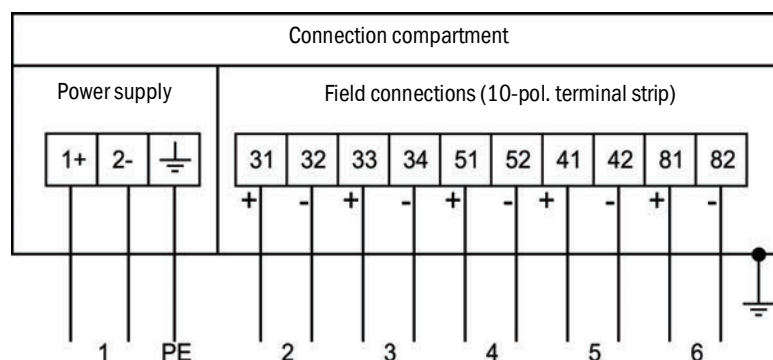 Connection compartment
Power supply
Field connections (10-pol. terminal strip)
1+ 2- 31 32 33 34 51 52 41 42 81 82
+ - + - + - + - + -
1 PE 2 3 4 5 6